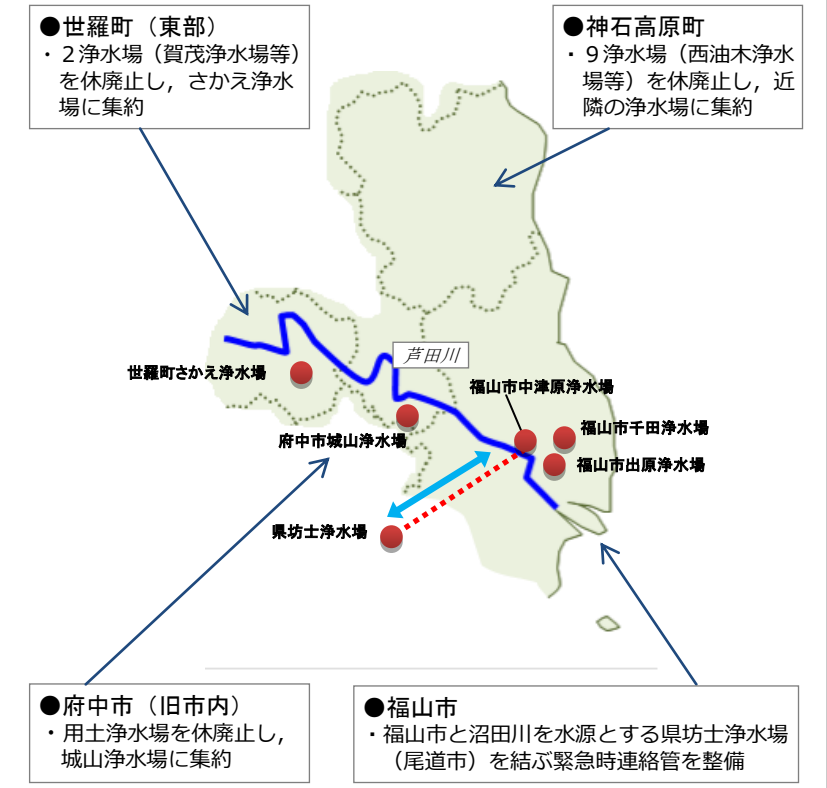 ●世羅町（東部）
・２浄水場（賀茂浄水場等）
を休廃止し，さかえ浄水
場に集約
●神石高原町
・９浄水場（西油木浄水
場等）を休廃止し，近
隣の浄水場に集約
芦田川
世羅町さかえ浄水場
福山市中津原浄水場
府中市城山浄水場
福山市千田浄水場
福山市出原浄水場
県坊士浄水場
●府中市（旧市内）
・用土浄水場を休廃止し，
城山浄水場に集約
●福山市
・福山市と沼田川を水源とする県坊士浄水場
（尾道市）を結ぶ緊急時連絡管を整備